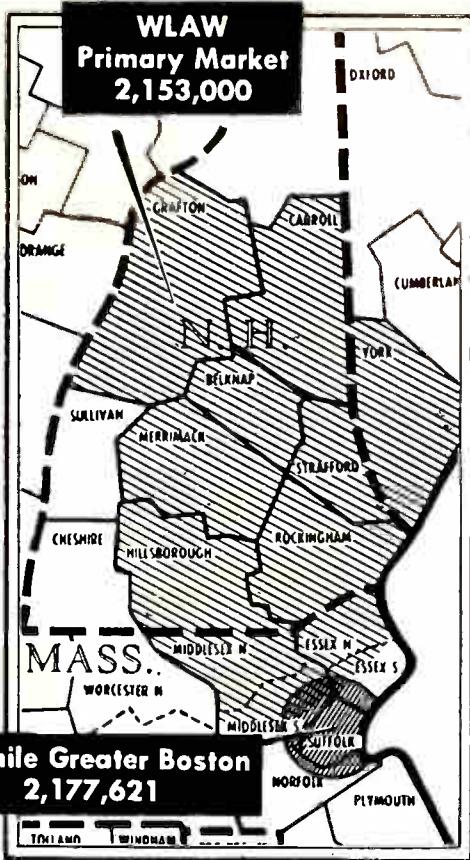 WLAW
Primary Market
2,153,000
OXFORD
ON
GRAFTON
CARROLL
ORANGE
CUMBERLAN
N. H.
YORK
BELKNAP
SULLIVAN
MERRIMACK
STRAFFORD
CHESHIRE
HILLSBOROUGH
ROCKINGHAM
MIDDLESEX N
ESSEX N
MASS.
ESSEX S
WORCESTER N
MIDDLESEX S
SUFFOLK
ile Greater Boston
2,177,621
NORFOLK
PLYMOUTH
TOLLAND
WINDHAM